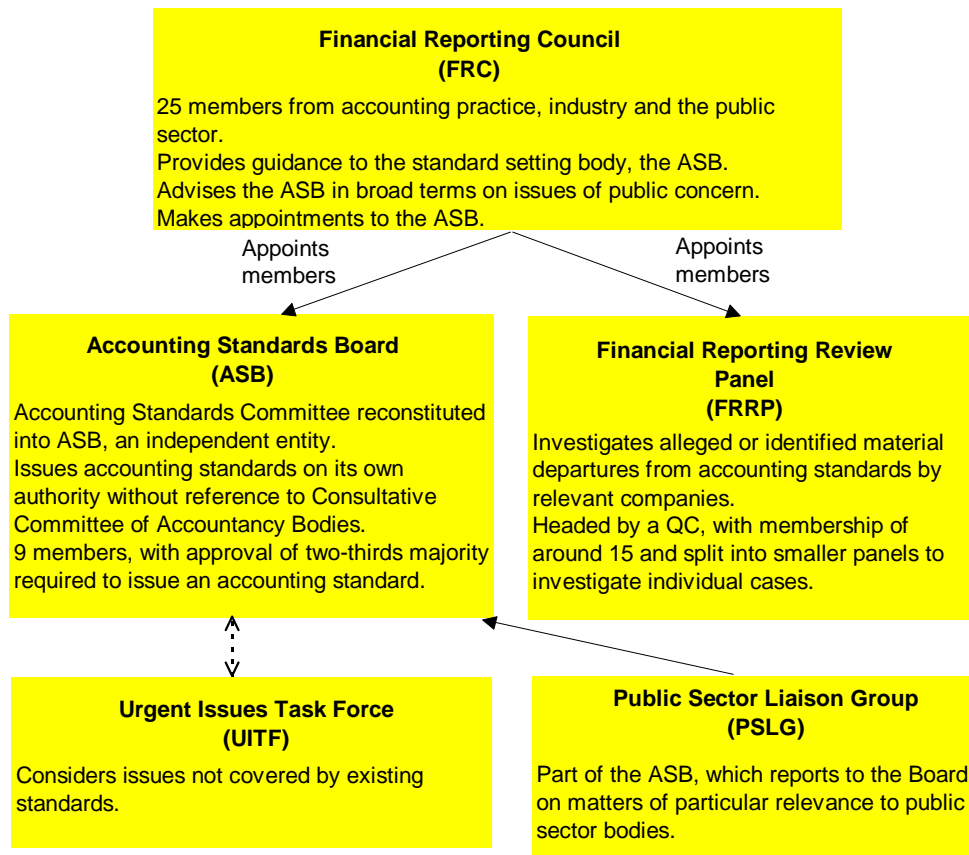 Financial Reporting Council
(FRC)
25 members from accounting practice, industry and the public
sector.
Provides guidance to the standard setting body, the ASB.
Advises the ASB in broad terms on issues of public concern.
Makes appointments to the ASB.
Appoints
members
Appoints
members
Accounting Standards Board
(ASB)
Accounting Standards Committee reconstituted
into ASB, an independent entity.
Issues accounting standards on its own
authority without reference to Consultative
Committee of Accountancy Bodies.
9 members, with approval of two-thirds majority
required to issue an accounting standard.
Financial Reporting Review
Panel
(FRRP)
Investigates alleged or identified material
departures from accounting standards by
relevant companies.
Headed by a QC, with membership of
around 15 and split into smaller panels to
investigate individual cases.
Urgent Issues Task Force
(UITF)
Considers issues not covered by existing
standards.
Public Sector Liaison Group
(PSLG)
Part of the ASB, which reports to the Board
on matters of particular relevance to public
sector bodies.